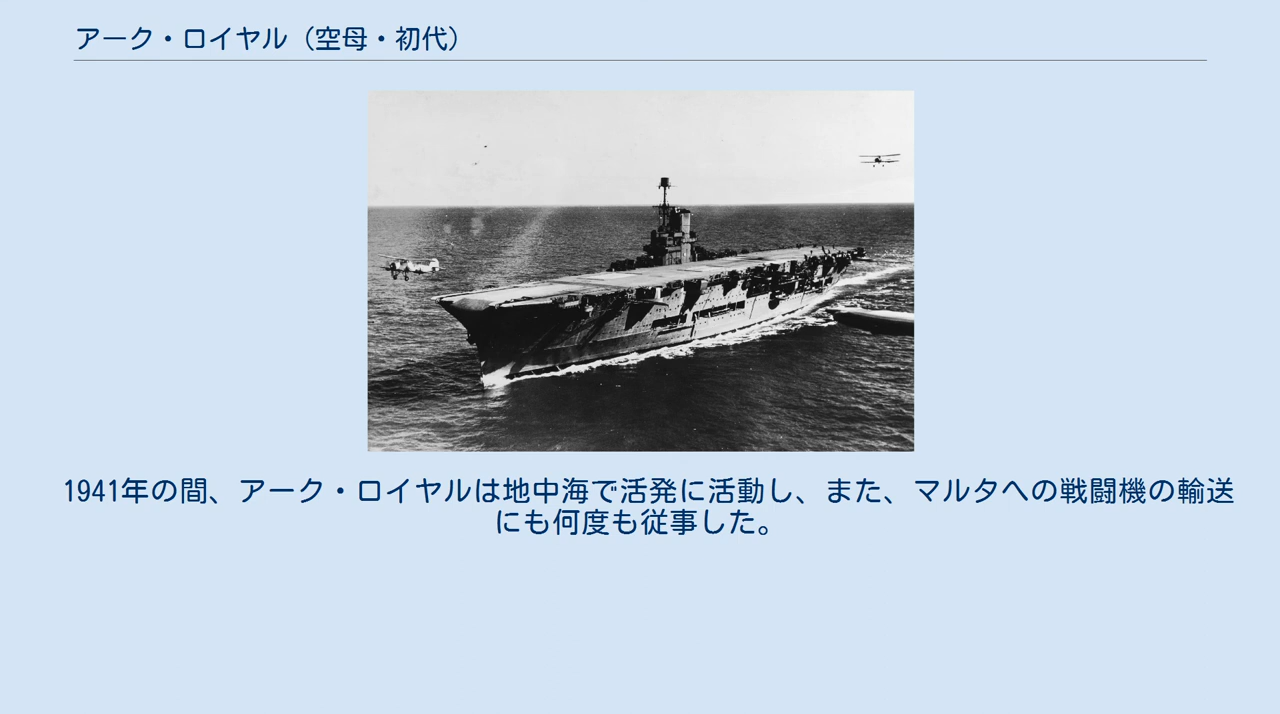 アーク・ロイヤル（空母・初代）
1941年の間、アーク・ロイヤルは地中海で活発に活動し、また、マルタへの戦闘機の輸送
にも何度も従事した。